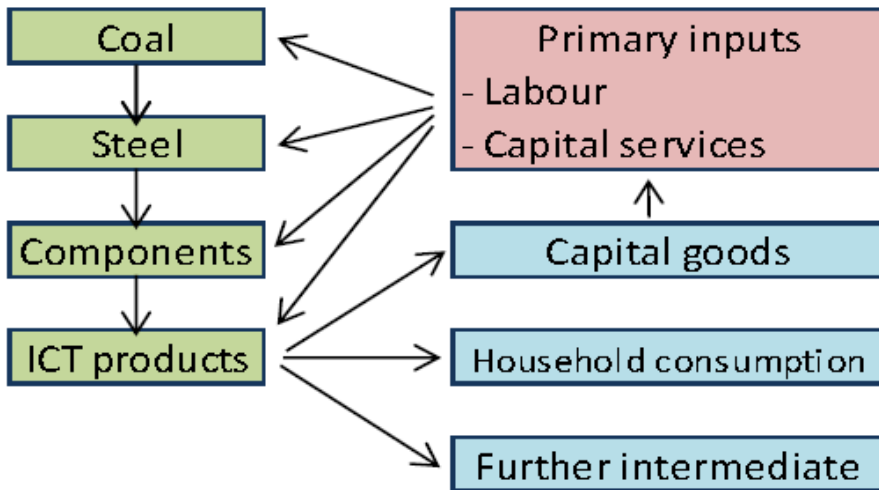 Coal
Steel
Components
ICT products
Primary inputs
- Labour
- Capital services
Capital goods
Household consumption
Further intermediate